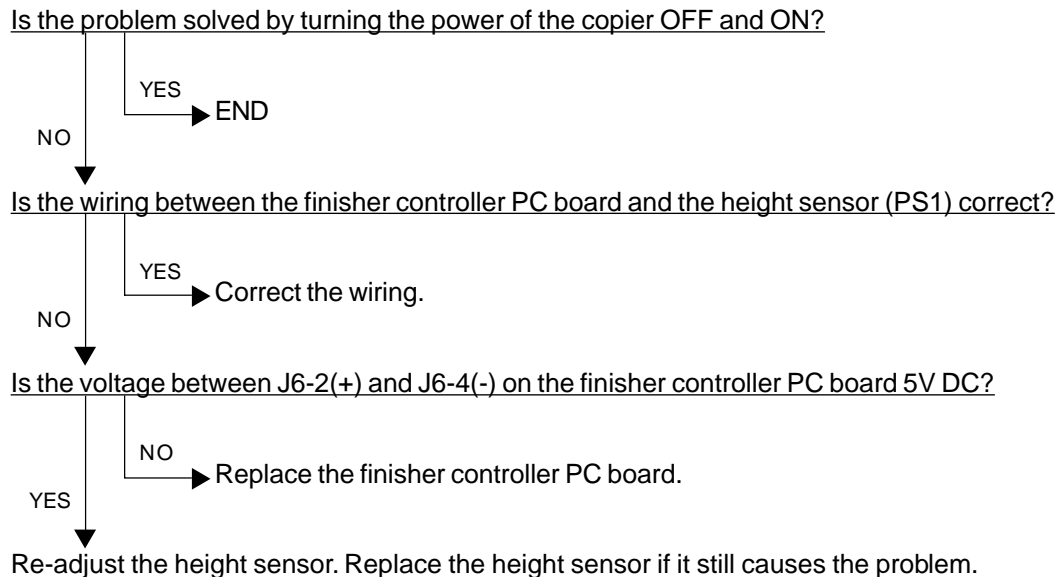 Is the problem solved by turning the power of the copier OFF and ON?
YES
END
NO
Is the wiring between the finisher controller PC board and the height sensor (PS1) correct?
YES
Correct the wiring.
NO
Is the voltage between J6-2(+) and J6-4(-) on the finisher controller PC board 5V DC?
NO
Replace the finisher controller PC board.
YES
Re-adjust the height sensor. Replace the height sensor if it still causes the problem.